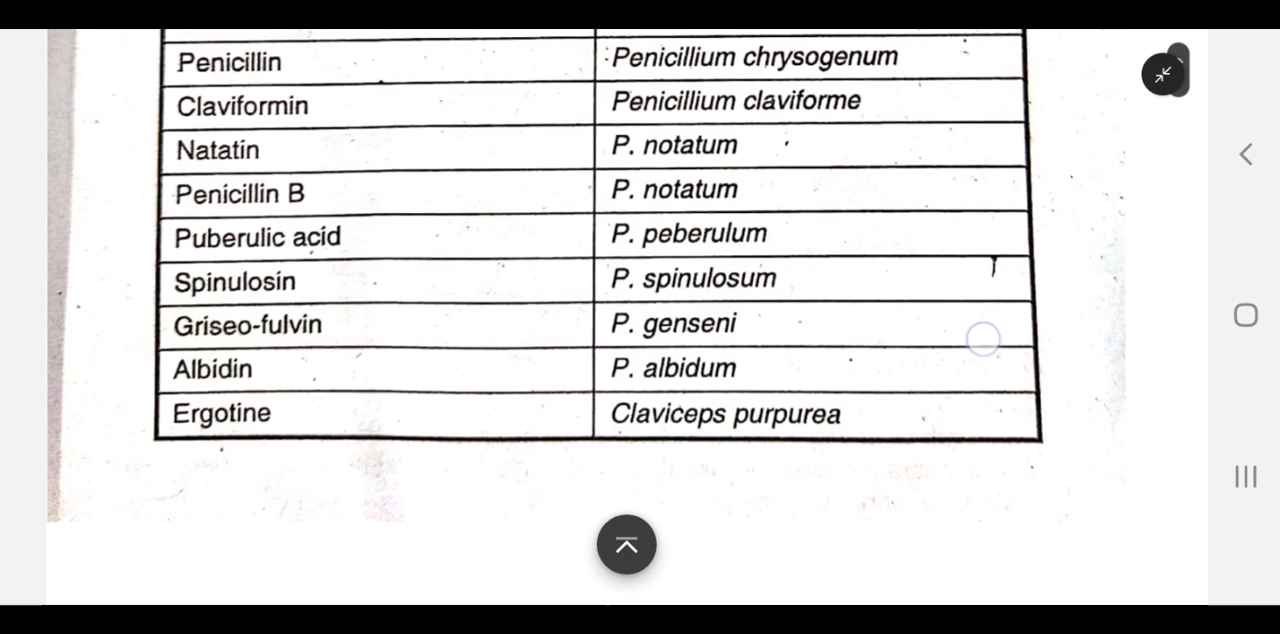 Penicillin Penicillium chrysogenum
Claviformin Penicillium claviforme
Natatin P. notatum
Penicillin B P. notatum
Puberulic acid P. peberulum
Spinulosin P. spinulosum
Griseo-fulvin P. genseni
Albidin P. albidum
Ergotine Claviceps purpurea